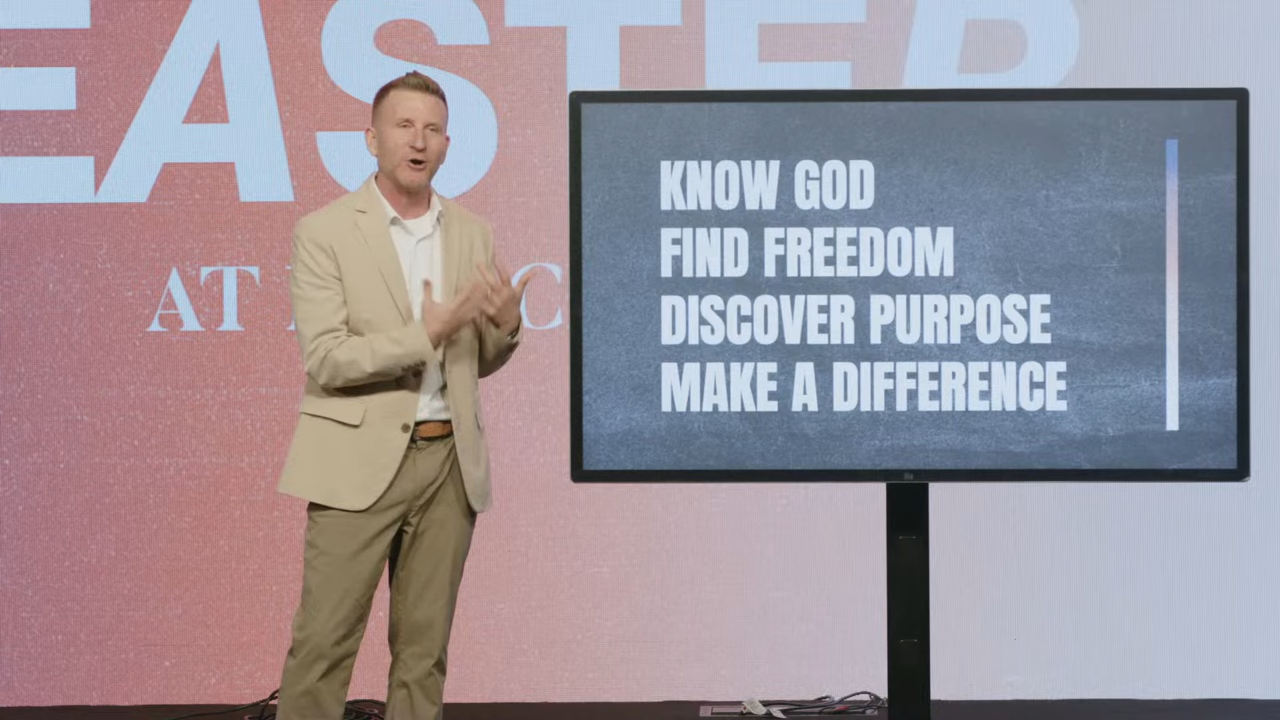 EASTER
AT
KNOW GOD
FIND FREEDOM
DISCOVER PURPOSE
MAKE A DIFFERENCE